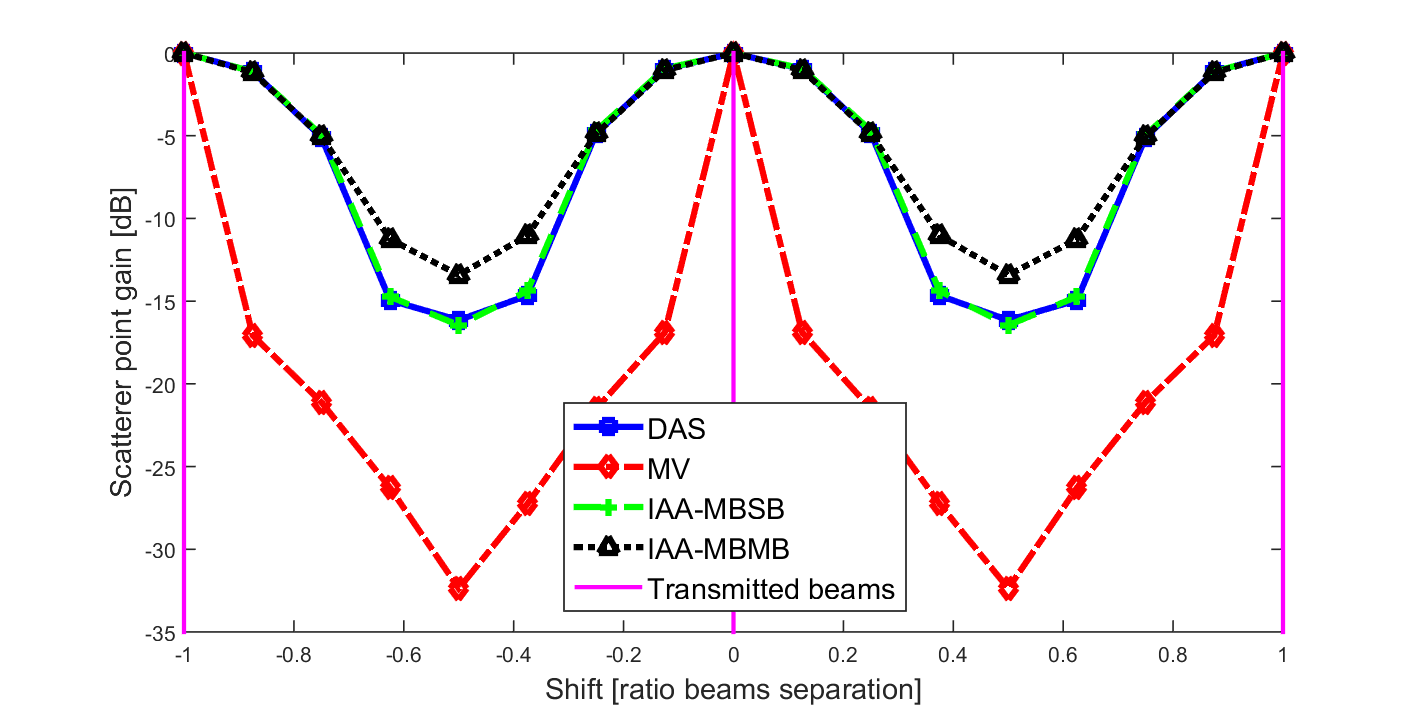 0
-5
-10
-15
-20
-25
-30
-35
Scatterer point gain [dB]
DAS
MV
IAA-MBSB
IAA-MBMB
Transmitted beams
-1 -0.8 -0.6 -0.4 -0.2 0 0.2 0.4 0.6 0.8 1
Shift [ratio beams separation]